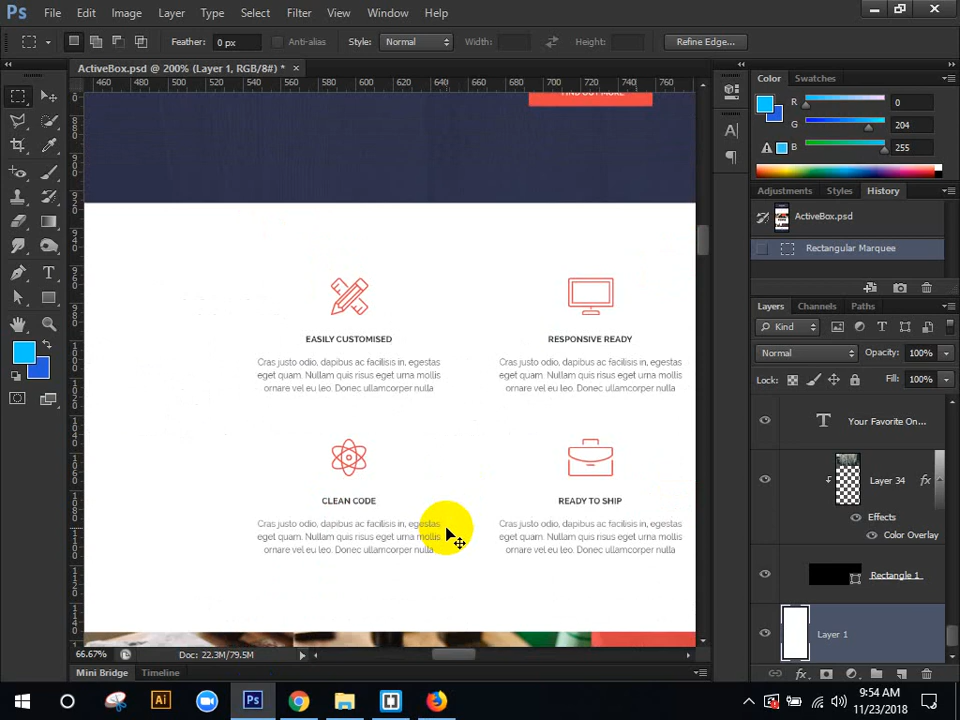 Ps File Edit Image Layer Type Select Filter View Window Help
Feather: 0 px Anti-alias Style: Normal Width: Height: Refine Edge...
ActiveBox.psd @ 200% (Layer 1, RGB/8#) * ×
460 480 500 520 540 560 580 600 620 640 660 680 700 720 740 760
FIND OUT MORE
EASILY CUSTOMISED
Cras justo odio, dapibus ac facilisis in, egestas
eget quam. Nullam quis risus eget urna mollis
ornare vel eu leo. Donec ullamcorper nulla
RESPONSIVE READY
Cras justo odio, dapibus ac facilisis in, egestas
eget quam. Nullam quis risus eget urna mollis
ornare vel eu leo. Donec ullamcorper nulla
CLEAN CODE
Cras justo odio, dapibus ac facilisis in, egestas
eget quam. Nullam quis risus eget urna mollis
ornare vel eu leo. Donec ullamcorper nulla
READY TO SHIP
Cras justo odio, dapibus ac facilisis in, egestas
eget quam. Nullam quis risus eget urna mollis
ornare vel eu leo. Donec ullamcorper nulla
Color Swatches
R 0
G 204
B 255
Adjustments Styles History
ActiveBox.psd
Rectangular Marquee
Layers Channels Paths
Kind
Normal Opacity: 100%
Lock: Fill: 100%
T Your Favorite On...
Layer 34 fx
Effects
Color Overlay
Rectangle 1
Layer 1
66.67% Doc: 22.3M/79.5M
Mini Bridge Timeline
Ai Ps
9:54 AM
11/23/2018